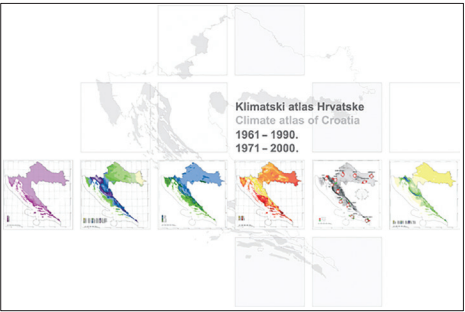 Klimatski atlas Hrvatske
Climate atlas of Croatia
1961 – 1990.
1971 – 2000.